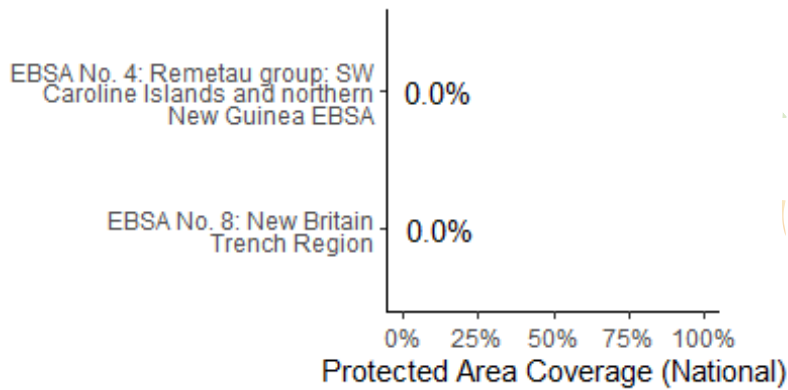 EBSA No. 4: Remetau group: SW
Caroline Islands and northern
New Guinea EBSA
0.0%
EBSA No. 8: New Britain
Trench Region
0.0%
0% 25% 50% 75% 100%
Protected Area Coverage (National)